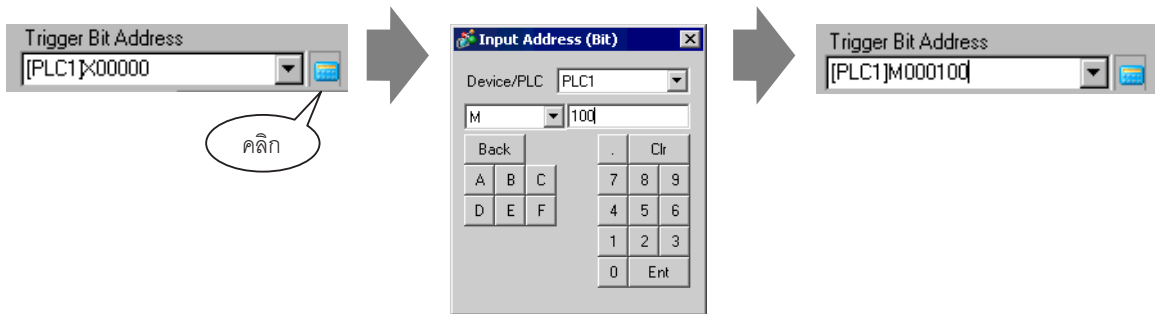 Trigger Bit Address
[PLC1]X00000
คลิก
Input Address (Bit)
Device/PLC PLC1
M 100
Back . Clr
A B C 7 8 9
D E F 4 5 6
1 2 3
0 Ent
Trigger Bit Address
[PLC1]M000100